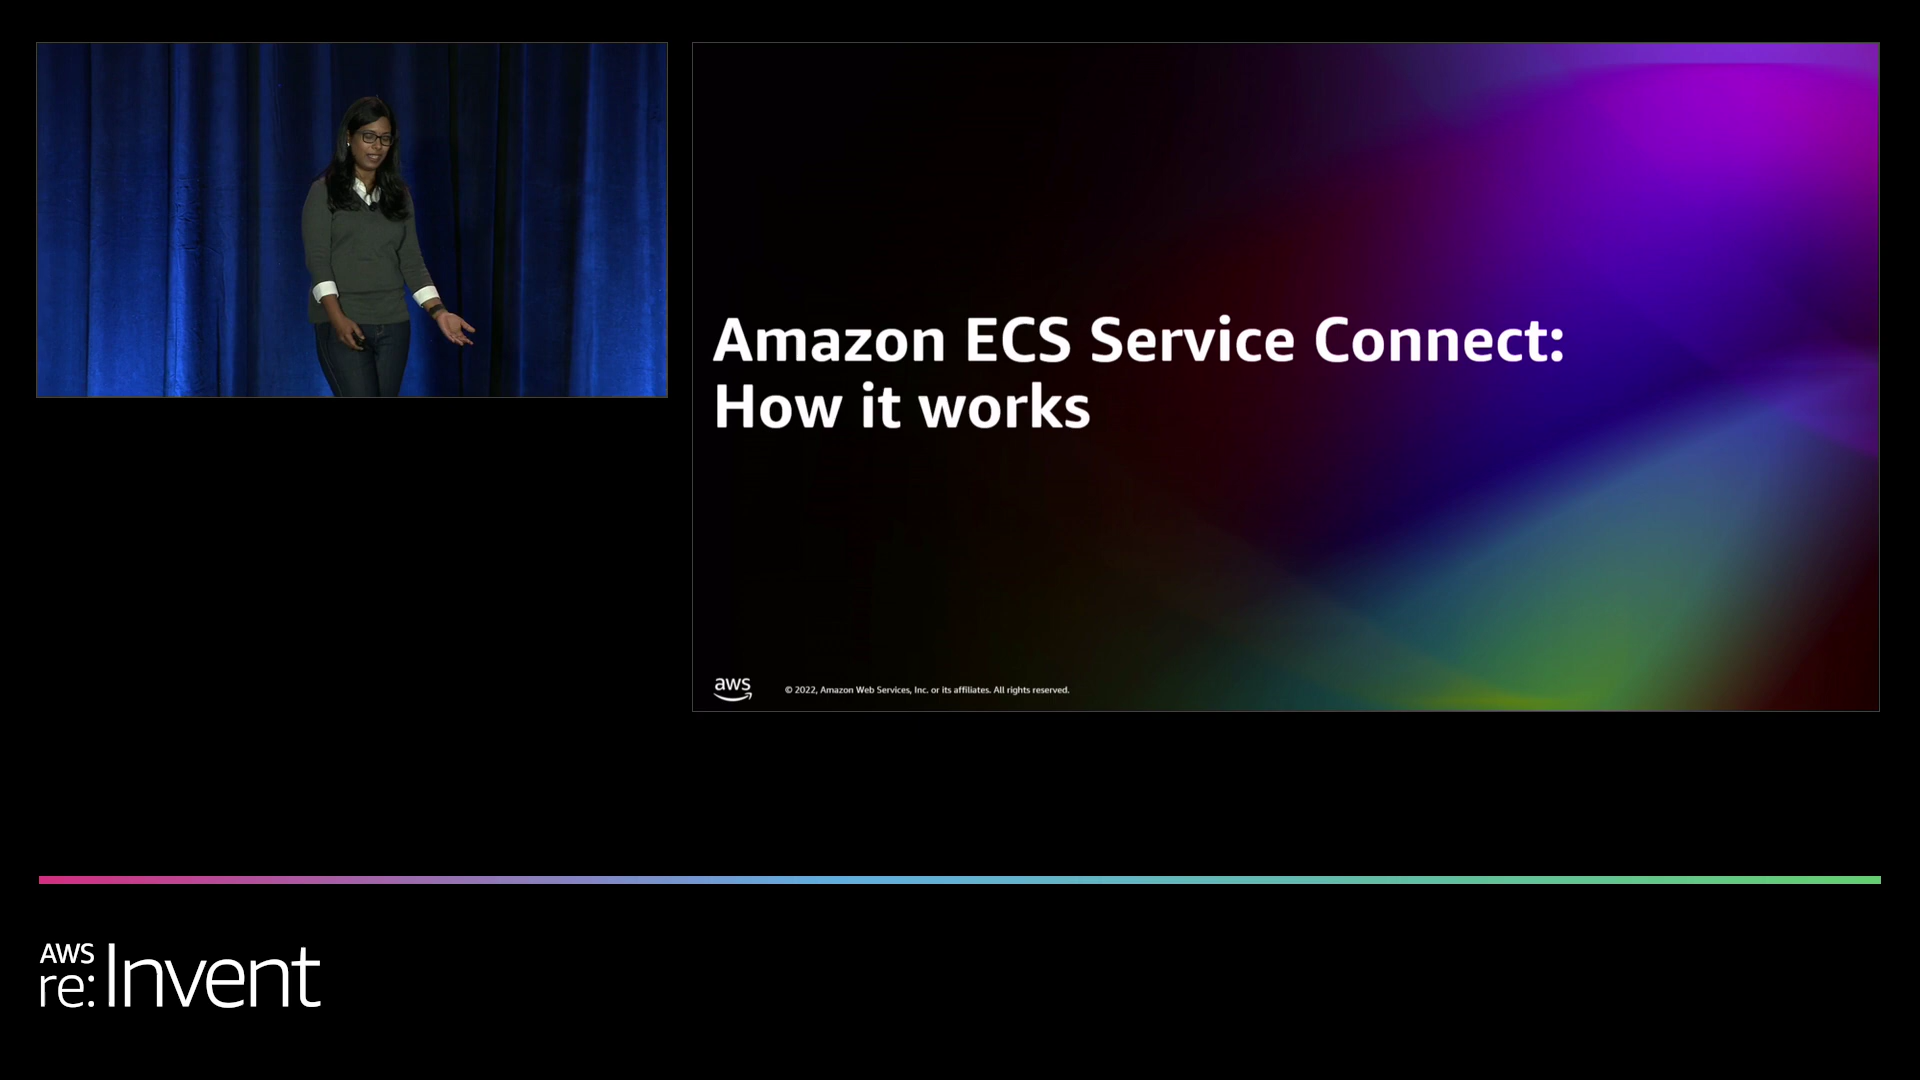 Amazon ECS Service Connect:
How it works
aws
© 2022, Amazon Web Services, Inc. or its affiliates. All rights reserved.
AWS
re:Invent